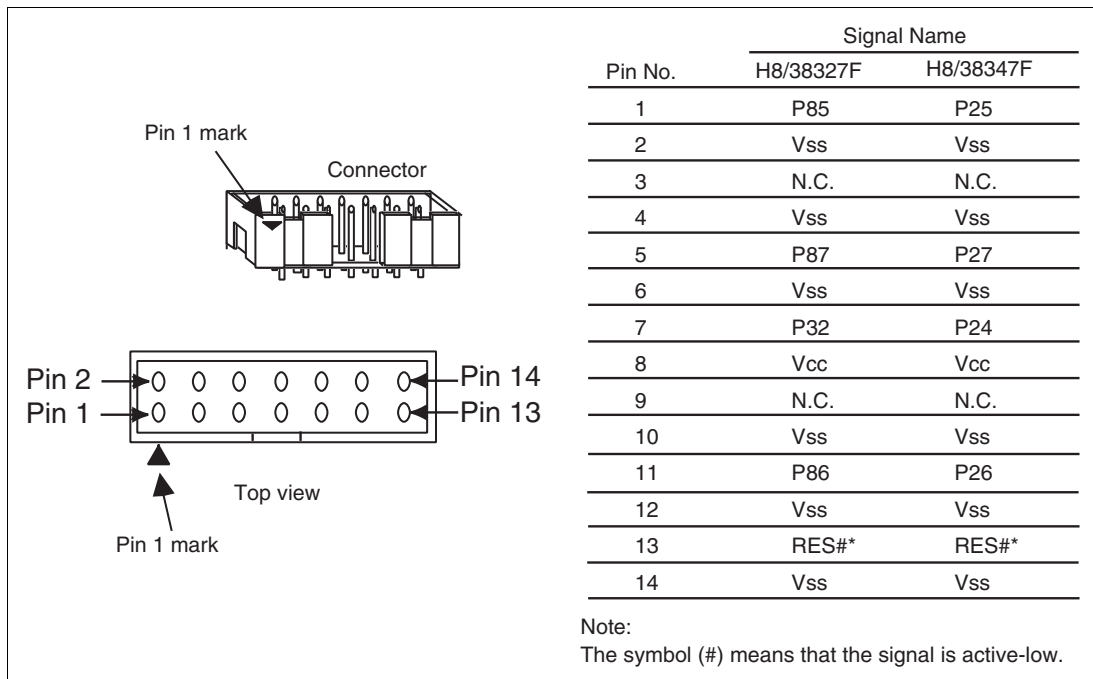 Pin 1 mark
Connector
Pin 2
Pin 14
Pin 1
Pin 13
Top view
Pin 1 mark
Signal Name
Pin No. H8/38327F H8/38347F
1 P85 P25
2 Vss Vss
3 N.C. N.C.
4 Vss Vss
5 P87 P27
6 Vss Vss
7 P32 P24
8 Vcc Vcc
9 N.C. N.C.
10 Vss Vss
11 P86 P26
12 Vss Vss
13 RES#* RES#*
14 Vss Vss
Note:
The symbol (#) means that the signal is active-low.